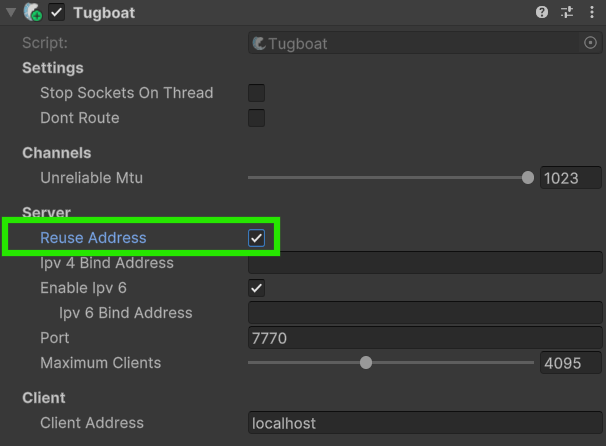 Tugboat
Script: Tugboat
Settings
Stop Sockets On Thread
Dont Route
Channels
Unreliable Mtu 1023
Server
Reuse Address
Ipv 4 Bind Address
Enable Ipv 6
Ipv 6 Bind Address
Port 7770
Maximum Clients 4095
Client
Client Address localhost